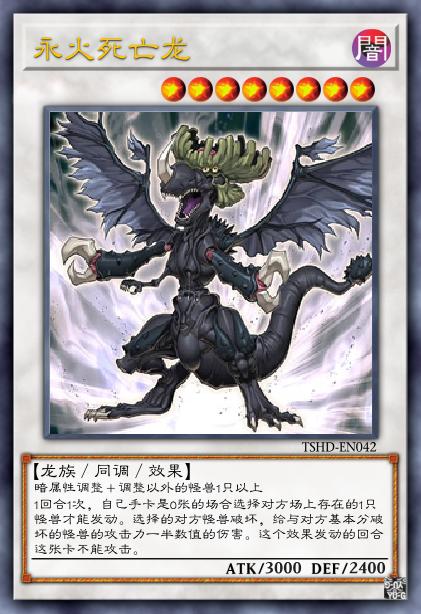 永火死亡龙
闇
TSHD-EN042
【龙族／同调／效果】
暗属性调整＋调整以外的怪兽1只以上
1回合1次，自己手卡是0张的场合选择对方场上存在的1只
怪兽才能发动。选择的对方怪兽破坏，给与对方基本分破
坏的怪兽的攻击力一半数值的伤害。这个效果发动的回合
这张卡不能攻击。
ATK/3000 DEF/2400